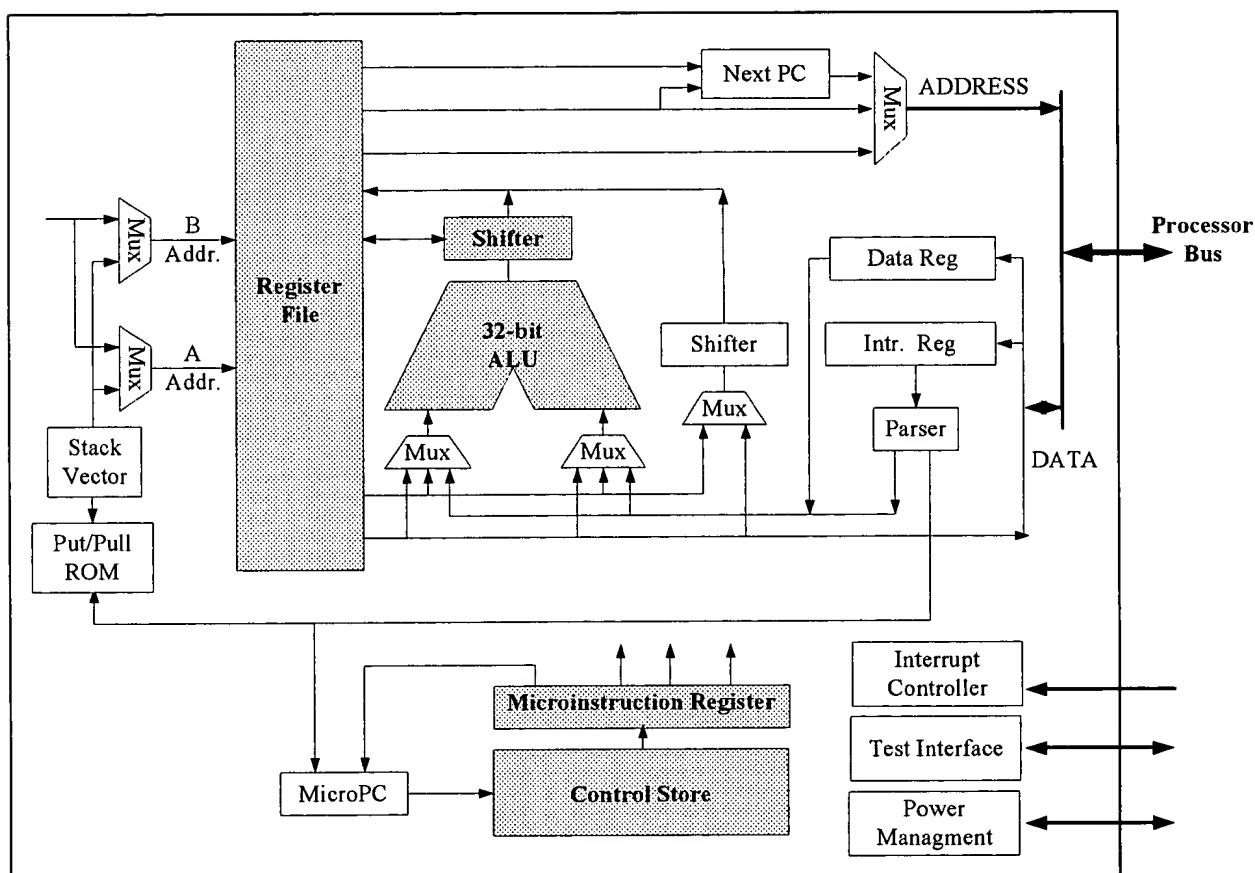 Next PC
Mux
ADDRESS
Mux
B
Addr.
Register
File
Shifter
32-bit
ALU
Shifter
Data Reg
Intr. Reg
Processor
Bus
Mux
A
Addr.
Mux
Mux
Mux
Parser
DATA
Stack
Vector
Put/Pull
ROM
Microinstruction Register
Control Store
MicroPC
Interrupt
Controller
Test Interface
Power
Managment